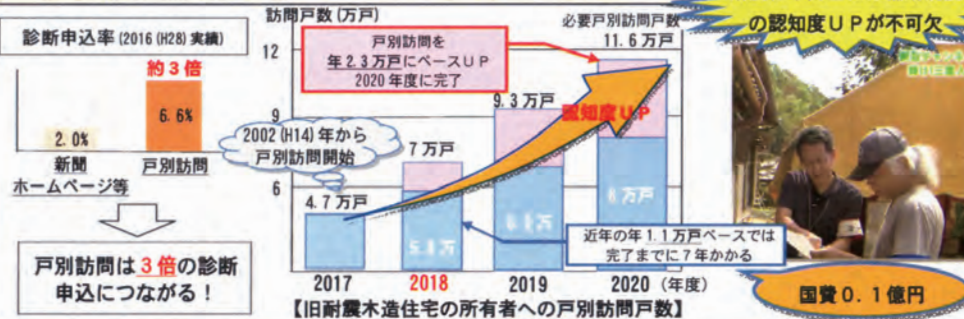 診断申込率(2016(H28)実績)
約3倍
2.0%
6.6%
新聞
ホームページ等
戸別訪問
戸別訪問は3倍の診断
申込につながる！
訪問戸数(万戸)
12
9
6
戸別訪問を
年2.3万戸にペースUP
2020年度に完了
2002(H14)年から
戸別訪問開始
必要戸別訪問戸数
11.6万戸
9.3万戸
7万戸
4.7万戸
認知度UP
近年の年1.1万戸ペースでは
完了までに7年かかる
2017
2018
2019
2020
(年度)
【旧耐震木造住宅の所有者への戸別訪問戸数】
の認知度UPが不可欠
国費0.1億円